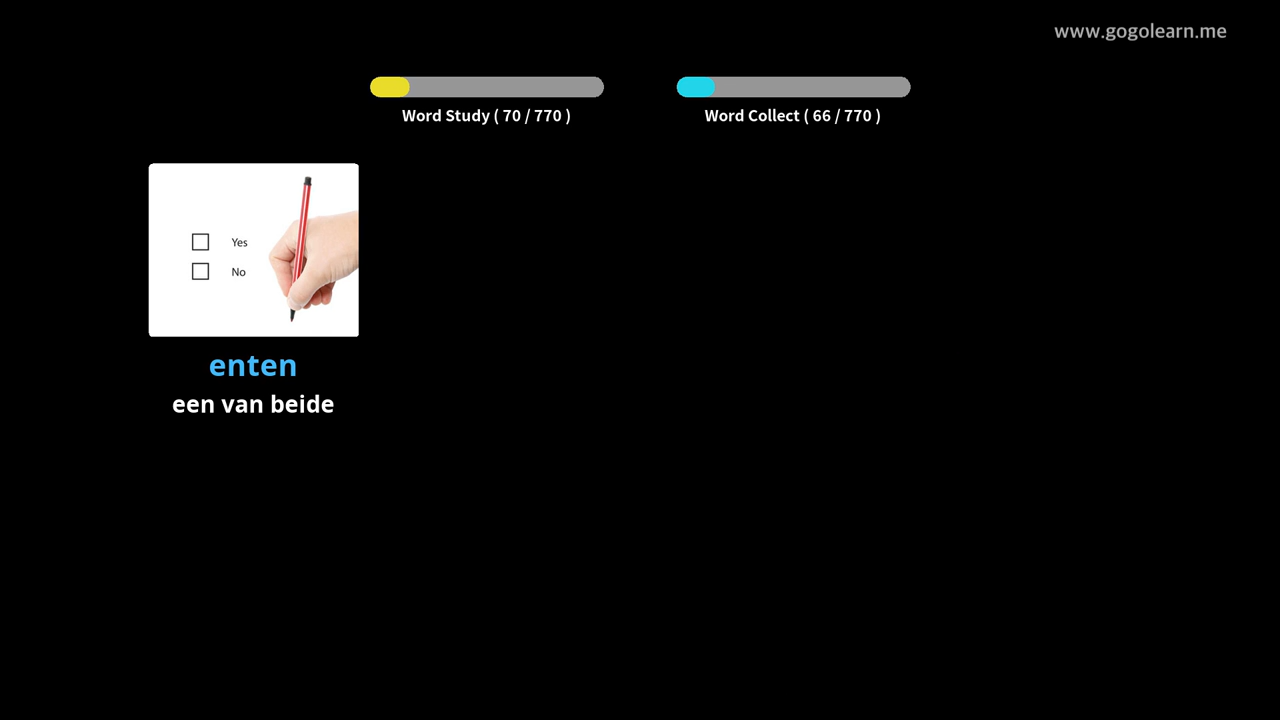 www.gogolearn.me
Word Study ( 70 / 770 )
Word Collect ( 66 / 770 )
Yes
No
enten
een van beide